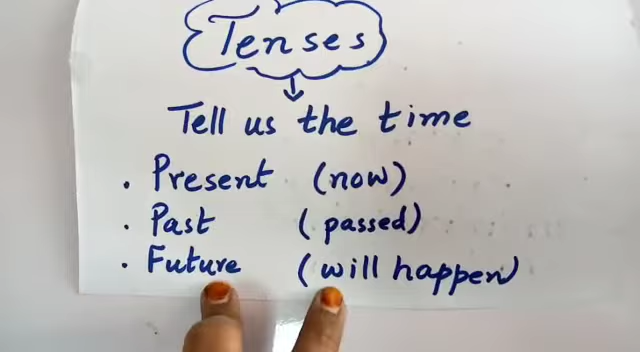 Tenses
Tell us the time
. Present (now)
. Past (passed)
. Future (will happen)